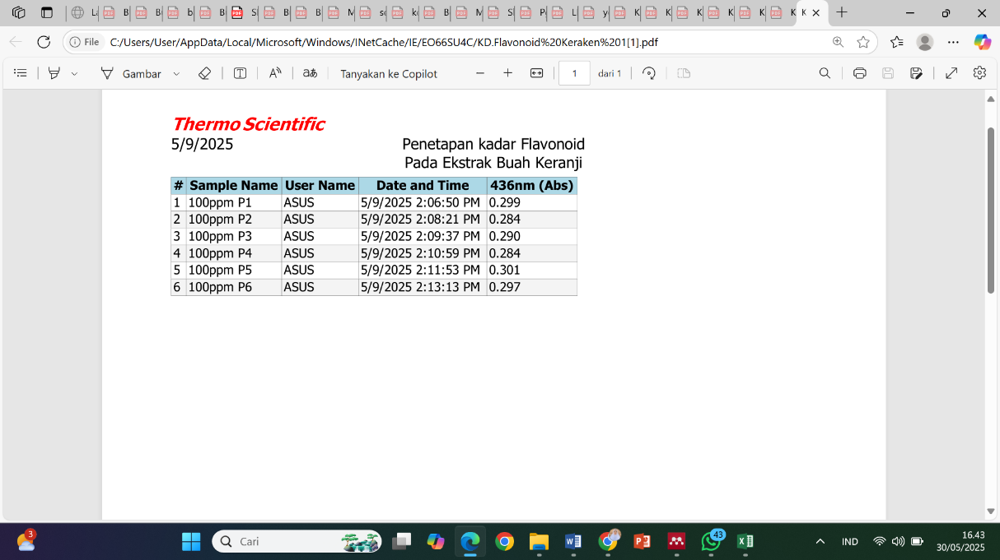 File C:/Users/User/AppData/Local/Microsoft/Windows/INetCache/IE/EO66SU4C/KD.Flavonoid%20Keraken%201[1].pdf
Gambar Tanyakan ke Copilot 1 dari 1
Thermo Scientific
5/9/2025 Penetapan kadar Flavonoid
Pada Ekstrak Buah Keranji
# Sample Name User Name Date and Time 436nm (Abs)
1 100ppm P1 ASUS 5/9/2025 2:06:50 PM 0.299
2 100ppm P2 ASUS 5/9/2025 2:08:21 PM 0.284
3 100ppm P3 ASUS 5/9/2025 2:09:37 PM 0.290
4 100ppm P4 ASUS 5/9/2025 2:10:59 PM 0.284
5 100ppm P5 ASUS 5/9/2025 2:11:53 PM 0.301
6 100ppm P6 ASUS 5/9/2025 2:13:13 PM 0.297
3 Cari 43 IND 16.43
30/05/2025